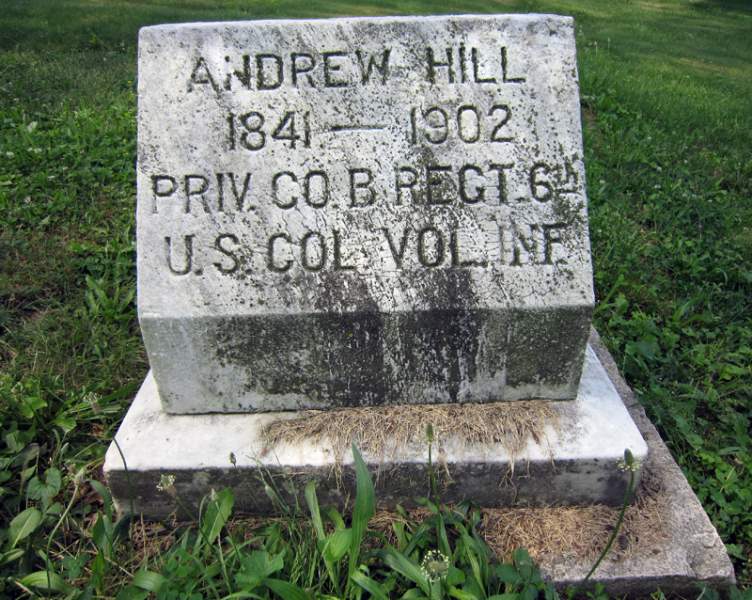 ANDREW HILL
1841 — 1902
PRIV. CO B REGT. 6th
U.S. COL. VOL. INF.